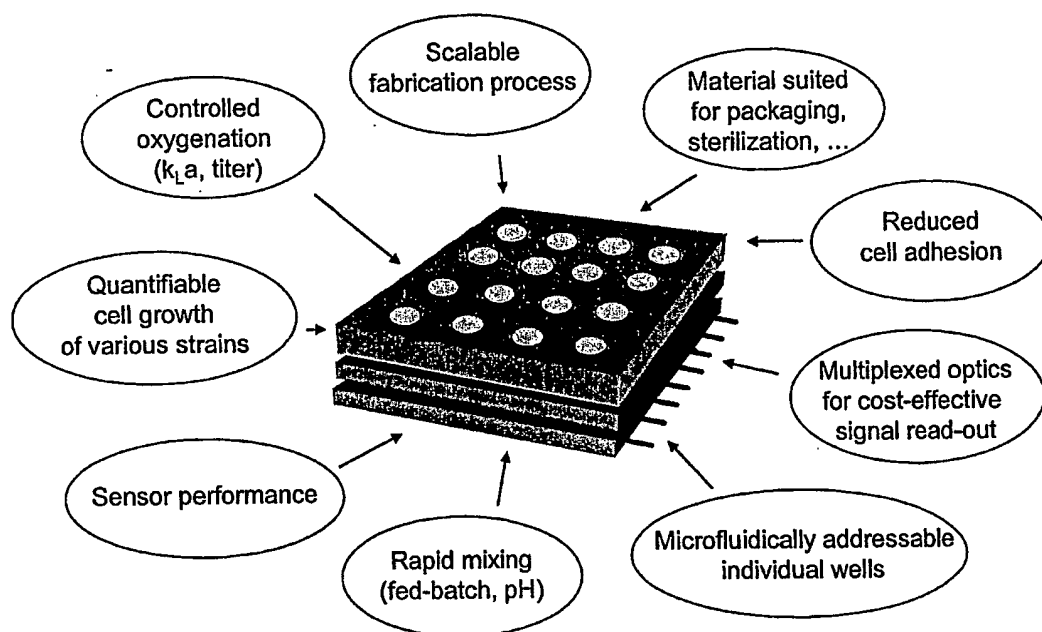 Scalable
fabrication process
Material suited
for packaging,
sterilization, ...
Controlled
oxygenation
(kLa, titer)
Reduced
cell adhesion
Quantifiable
cell growth
of various strains
Multiplexed optics
for cost-effective
signal read-out
Sensor performance
Rapid mixing
(fed-batch, pH)
Microfluidically addressable
individual wells